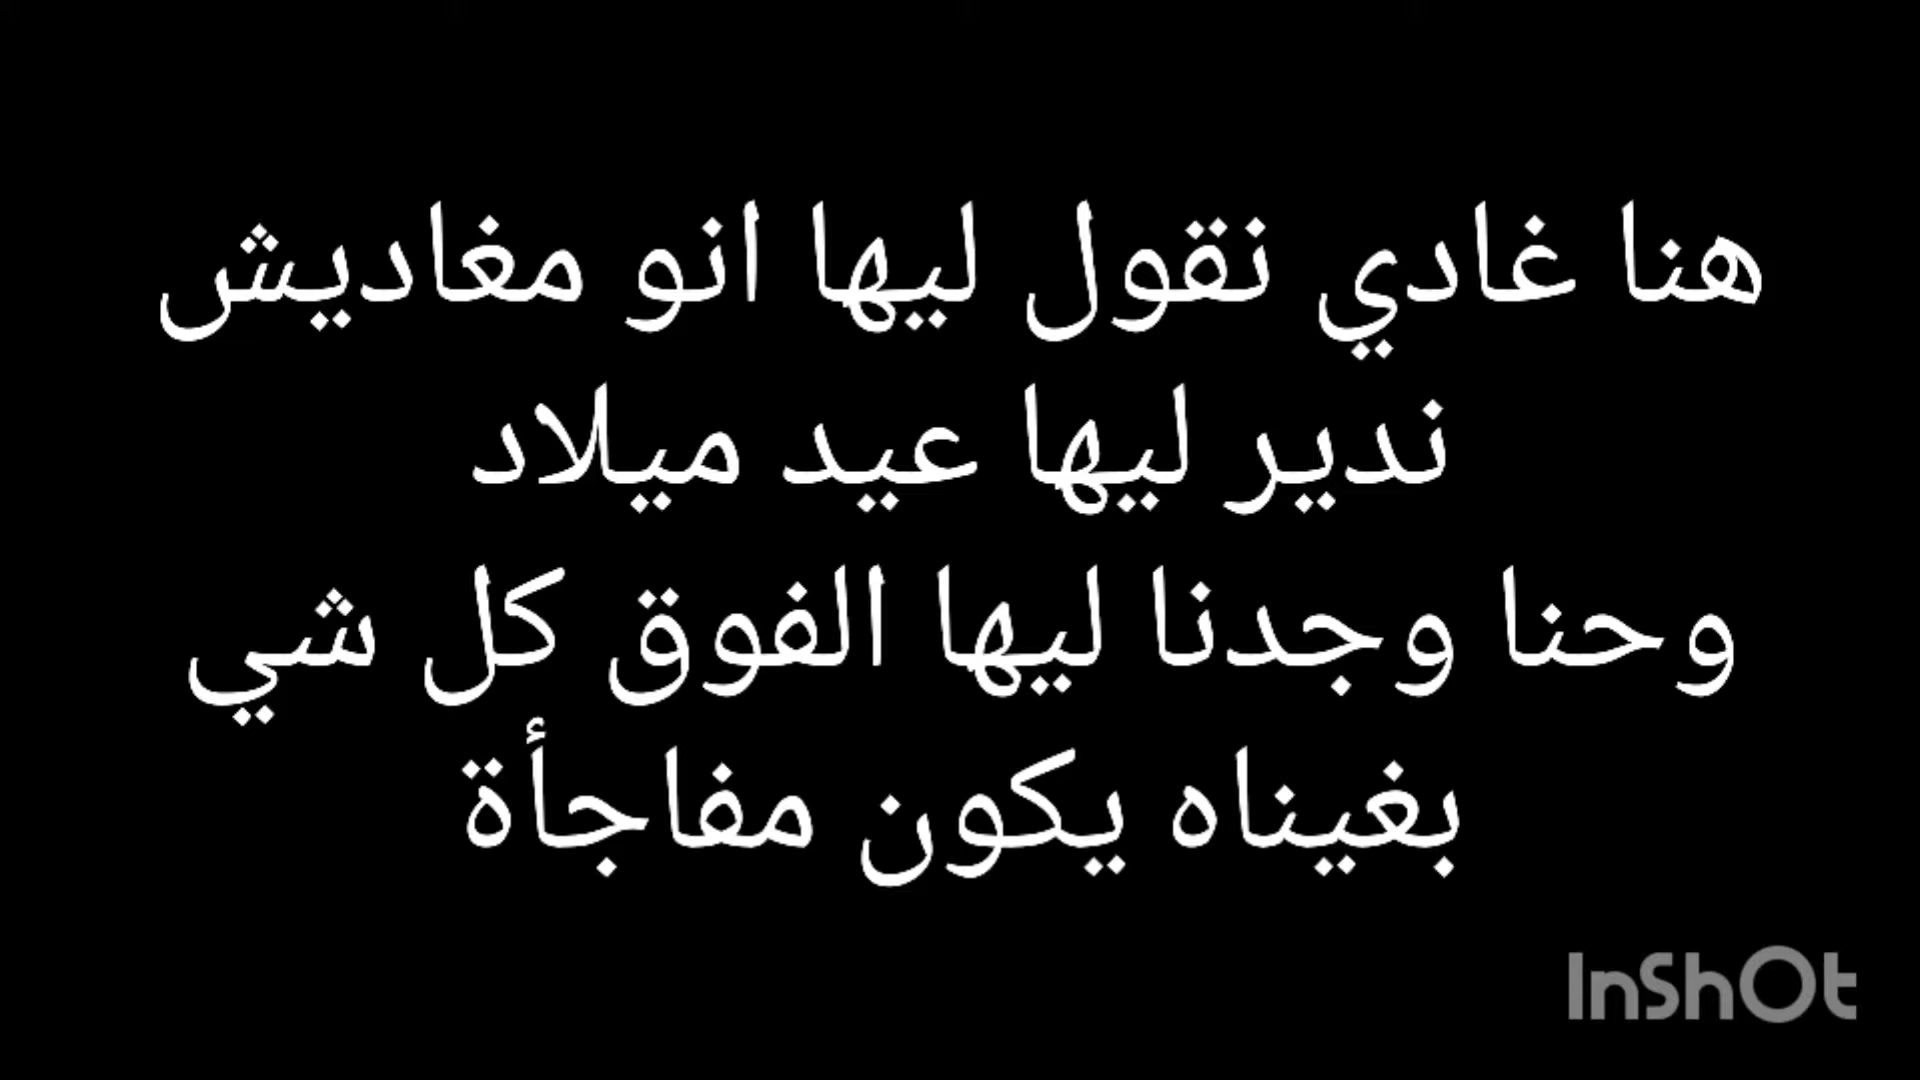 هنا غادي نقول ليها انو مغاديش
ندير ليها عيد ميلاد
وحنا وجدنا ليها الفوق كل شي
بغيناه يكون مفاجأة
InShOt